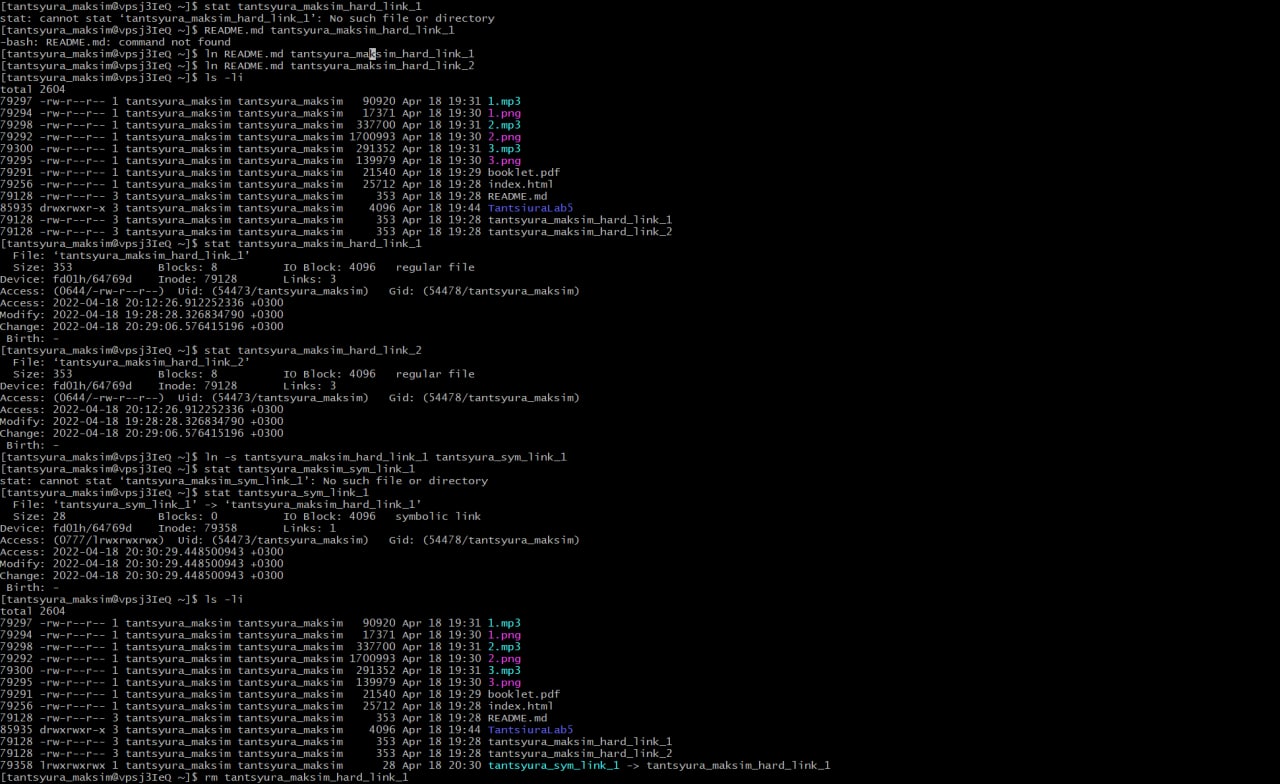 [tantsyura_maksim@vpsj3IeQ ~]$ stat tantsyura_maksim_hard_link_1
stat: cannot stat ‘tantsyura_maksim_hard_link_1’: No such file or directory
[tantsyura_maksim@vpsj3IeQ ~]$ README.md tantsyura_maksim_hard_link_1
-bash: README.md: command not found
[tantsyura_maksim@vpsj3IeQ ~]$ ln README.md tantsyura_maksim_hard_link_1
[tantsyura_maksim@vpsj3IeQ ~]$ ln README.md tantsyura_maksim_hard_link_2
[tantsyura_maksim@vpsj3IeQ ~]$ ls -li
total 2604
79297 -rw-r--r-- 1 tantsyura_maksim tantsyura_maksim   90920 Apr 18 19:31 1.mp3
79294 -rw-r--r-- 1 tantsyura_maksim tantsyura_maksim   17371 Apr 18 19:30 1.png
79298 -rw-r--r-- 1 tantsyura_maksim tantsyura_maksim  337700 Apr 18 19:31 2.mp3
79292 -rw-r--r-- 1 tantsyura_maksim tantsyura_maksim 1700993 Apr 18 19:30 2.png
79300 -rw-r--r-- 1 tantsyura_maksim tantsyura_maksim  291352 Apr 18 19:31 3.mp3
79295 -rw-r--r-- 1 tantsyura_maksim tantsyura_maksim  139979 Apr 18 19:30 3.png
79291 -rw-r--r-- 1 tantsyura_maksim tantsyura_maksim   21540 Apr 18 19:29 booklet.pdf
79256 -rw-r--r-- 1 tantsyura_maksim tantsyura_maksim   25712 Apr 18 19:28 index.html
79128 -rw-r--r-- 3 tantsyura_maksim tantsyura_maksim     353 Apr 18 19:28 README.md
85935 drwxrwxr-x 3 tantsyura_maksim tantsyura_maksim    4096 Apr 18 19:44 TantsiuraLab5
79128 -rw-r--r-- 3 tantsyura_maksim tantsyura_maksim     353 Apr 18 19:28 tantsyura_maksim_hard_link_1
79128 -rw-r--r-- 3 tantsyura_maksim tantsyura_maksim     353 Apr 18 19:28 tantsyura_maksim_hard_link_2
[tantsyura_maksim@vpsj3IeQ ~]$ stat tantsyura_maksim_hard_link_1
  File: ‘tantsyura_maksim_hard_link_1’
  Size: 353             Blocks: 8          IO Block: 4096   regular file
Device: fd01h/64769d    Inode: 79128       Links: 3
Access: (0644/-rw-r--r--)  Uid: (54473/tantsyura_maksim)   Gid: (54478/tantsyura_maksim)
Access: 2022-04-18 20:12:26.912252336 +0300
Modify: 2022-04-18 19:28:28.326834790 +0300
Change: 2022-04-18 20:29:06.576415196 +0300
 Birth: -
[tantsyura_maksim@vpsj3IeQ ~]$ stat tantsyura_maksim_hard_link_2
  File: ‘tantsyura_maksim_hard_link_2’
  Size: 353             Blocks: 8          IO Block: 4096   regular file
Device: fd01h/64769d    Inode: 79128       Links: 3
Access: (0644/-rw-r--r--)  Uid: (54473/tantsyura_maksim)   Gid: (54478/tantsyura_maksim)
Access: 2022-04-18 20:12:26.912252336 +0300
Modify: 2022-04-18 19:28:28.326834790 +0300
Change: 2022-04-18 20:29:06.576415196 +0300
 Birth: -
[tantsyura_maksim@vpsj3IeQ ~]$ ln -s tantsyura_maksim_hard_link_1 tantsyura_sym_link_1
[tantsyura_maksim@vpsj3IeQ ~]$ stat tantsyura_maksim_sym_link_1
stat: cannot stat ‘tantsyura_maksim_sym_link_1’: No such file or directory
[tantsyura_maksim@vpsj3IeQ ~]$ stat tantsyura_sym_link_1
  File: ‘tantsyura_sym_link_1’ -> ‘tantsyura_maksim_hard_link_1’
  Size: 28              Blocks: 0          IO Block: 4096   symbolic link
Device: fd01h/64769d    Inode: 79358       Links: 1
Access: (0777/lrwxrwxrwx)  Uid: (54473/tantsyura_maksim)   Gid: (54478/tantsyura_maksim)
Access: 2022-04-18 20:30:29.448500943 +0300
Modify: 2022-04-18 20:30:29.448500943 +0300
Change: 2022-04-18 20:30:29.448500943 +0300
 Birth: -
[tantsyura_maksim@vpsj3IeQ ~]$ ls -li
total 2604
79297 -rw-r--r-- 1 tantsyura_maksim tantsyura_maksim   90920 Apr 18 19:31 1.mp3
79294 -rw-r--r-- 1 tantsyura_maksim tantsyura_maksim   17371 Apr 18 19:30 1.png
79298 -rw-r--r-- 1 tantsyura_maksim tantsyura_maksim  337700 Apr 18 19:31 2.mp3
79292 -rw-r--r-- 1 tantsyura_maksim tantsyura_maksim 1700993 Apr 18 19:30 2.png
79300 -rw-r--r-- 1 tantsyura_maksim tantsyura_maksim  291352 Apr 18 19:31 3.mp3
79295 -rw-r--r-- 1 tantsyura_maksim tantsyura_maksim  139979 Apr 18 19:30 3.png
79291 -rw-r--r-- 1 tantsyura_maksim tantsyura_maksim   21540 Apr 18 19:29 booklet.pdf
79256 -rw-r--r-- 1 tantsyura_maksim tantsyura_maksim   25712 Apr 18 19:28 index.html
79128 -rw-r--r-- 3 tantsyura_maksim tantsyura_maksim     353 Apr 18 19:28 README.md
85935 drwxrwxr-x 3 tantsyura_maksim tantsyura_maksim    4096 Apr 18 19:44 TantsiuraLab5
79128 -rw-r--r-- 3 tantsyura_maksim tantsyura_maksim     353 Apr 18 19:28 tantsyura_maksim_hard_link_1
79128 -rw-r--r-- 3 tantsyura_maksim tantsyura_maksim     353 Apr 18 19:28 tantsyura_maksim_hard_link_2
79358 lrwxrwxrwx 1 tantsyura_maksim tantsyura_maksim      28 Apr 18 20:30 tantsyura_sym_link_1 -> tantsyura_maksim_hard_link_1
[tantsyura_maksim@vpsj3IeQ ~]$ rm tantsyura_maksim_hard_link_1